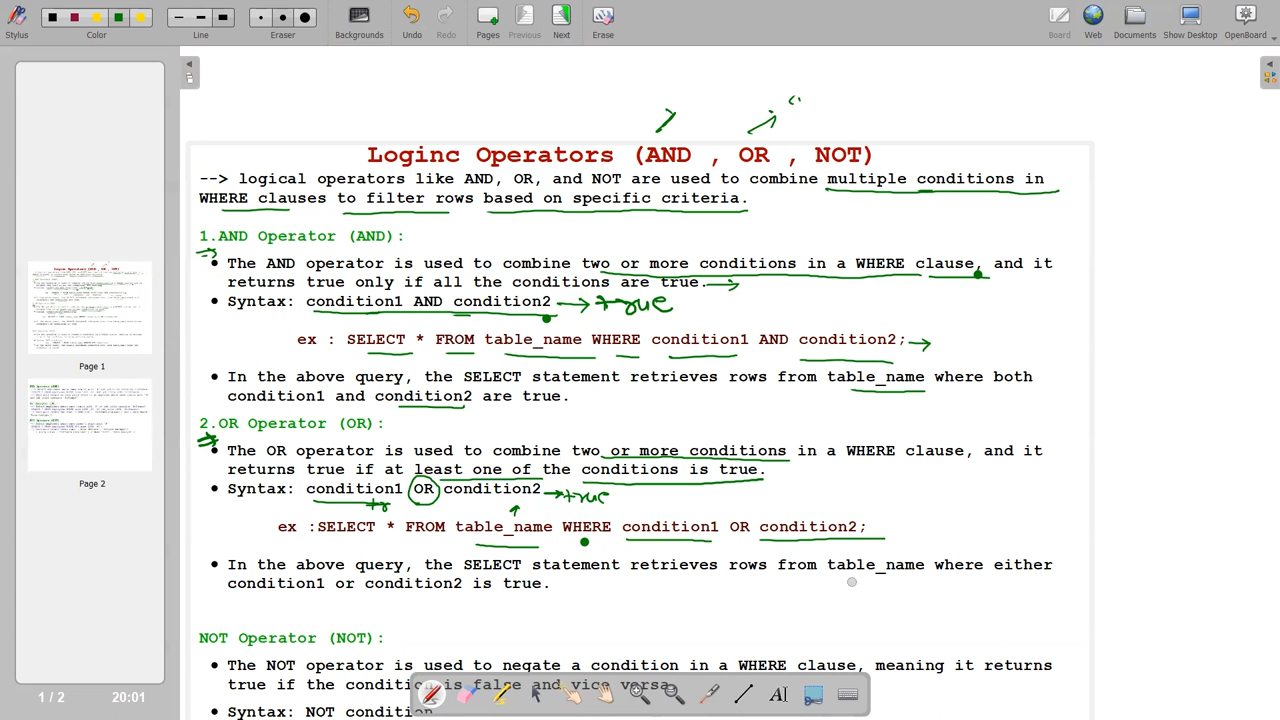 Stylus
Color
Line
Eraser
Backgrounds
Undo
Redo
Pages
Previous
Next
Erase
Board
Web
Documents
Show Desktop
OpenBoard
Loginc Operators (AND , OR , NOT)
--> logical operators like AND, OR, and NOT are used to combine multiple conditions in
WHERE clauses to filter rows based on specific criteria.
1.AND Operator (AND):
• The AND operator is used to combine two or more conditions in a WHERE clause, and it
returns true only if all the conditions are true.
• Syntax: condition1 AND condition2 → true
ex : SELECT * FROM table_name WHERE condition1 AND condition2;
• In the above query, the SELECT statement retrieves rows from table_name where both
condition1 and condition2 are true.
2.OR Operator (OR):
• The OR operator is used to combine two or more conditions in a WHERE clause, and it
returns true if at least one of the conditions is true.
• Syntax: condition1 OR condition2 → true
ex :SELECT * FROM table_name WHERE condition1 OR condition2;
• In the above query, the SELECT statement retrieves rows from table_name where either
condition1 or condition2 is true.
NOT Operator (NOT):
• The NOT operator is used to negate a condition in a WHERE clause, meaning it returns
true if the condition is false and vice versa
• Syntax: NOT condition
Page 1
Page 2
1 / 2
20:01